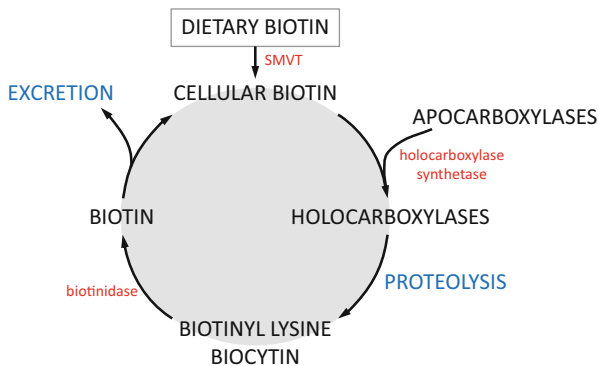 DIETARY BIOTIN
SMVT
EXCRETION
CELLULAR BIOTIN
APOCARBOXYLASES
holocarboxylase
synthetase
BIOTIN
HOLOCARBOXYLASES
PROTEOLYSIS
biotinidase
BIOTINYL LYSINE
BIOCYTIN